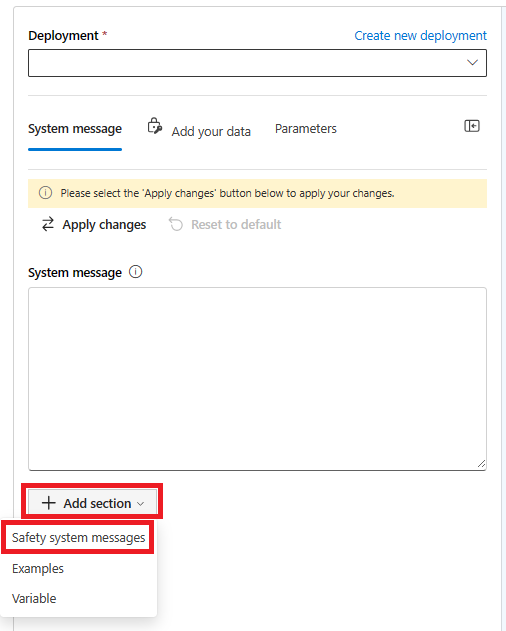 Deployment * Create new deployment
System message Add your data Parameters
Please select the 'Apply changes' button below to apply your changes.
Apply changes Reset to default
System message
Add section
Safety system messages
Examples
Variable